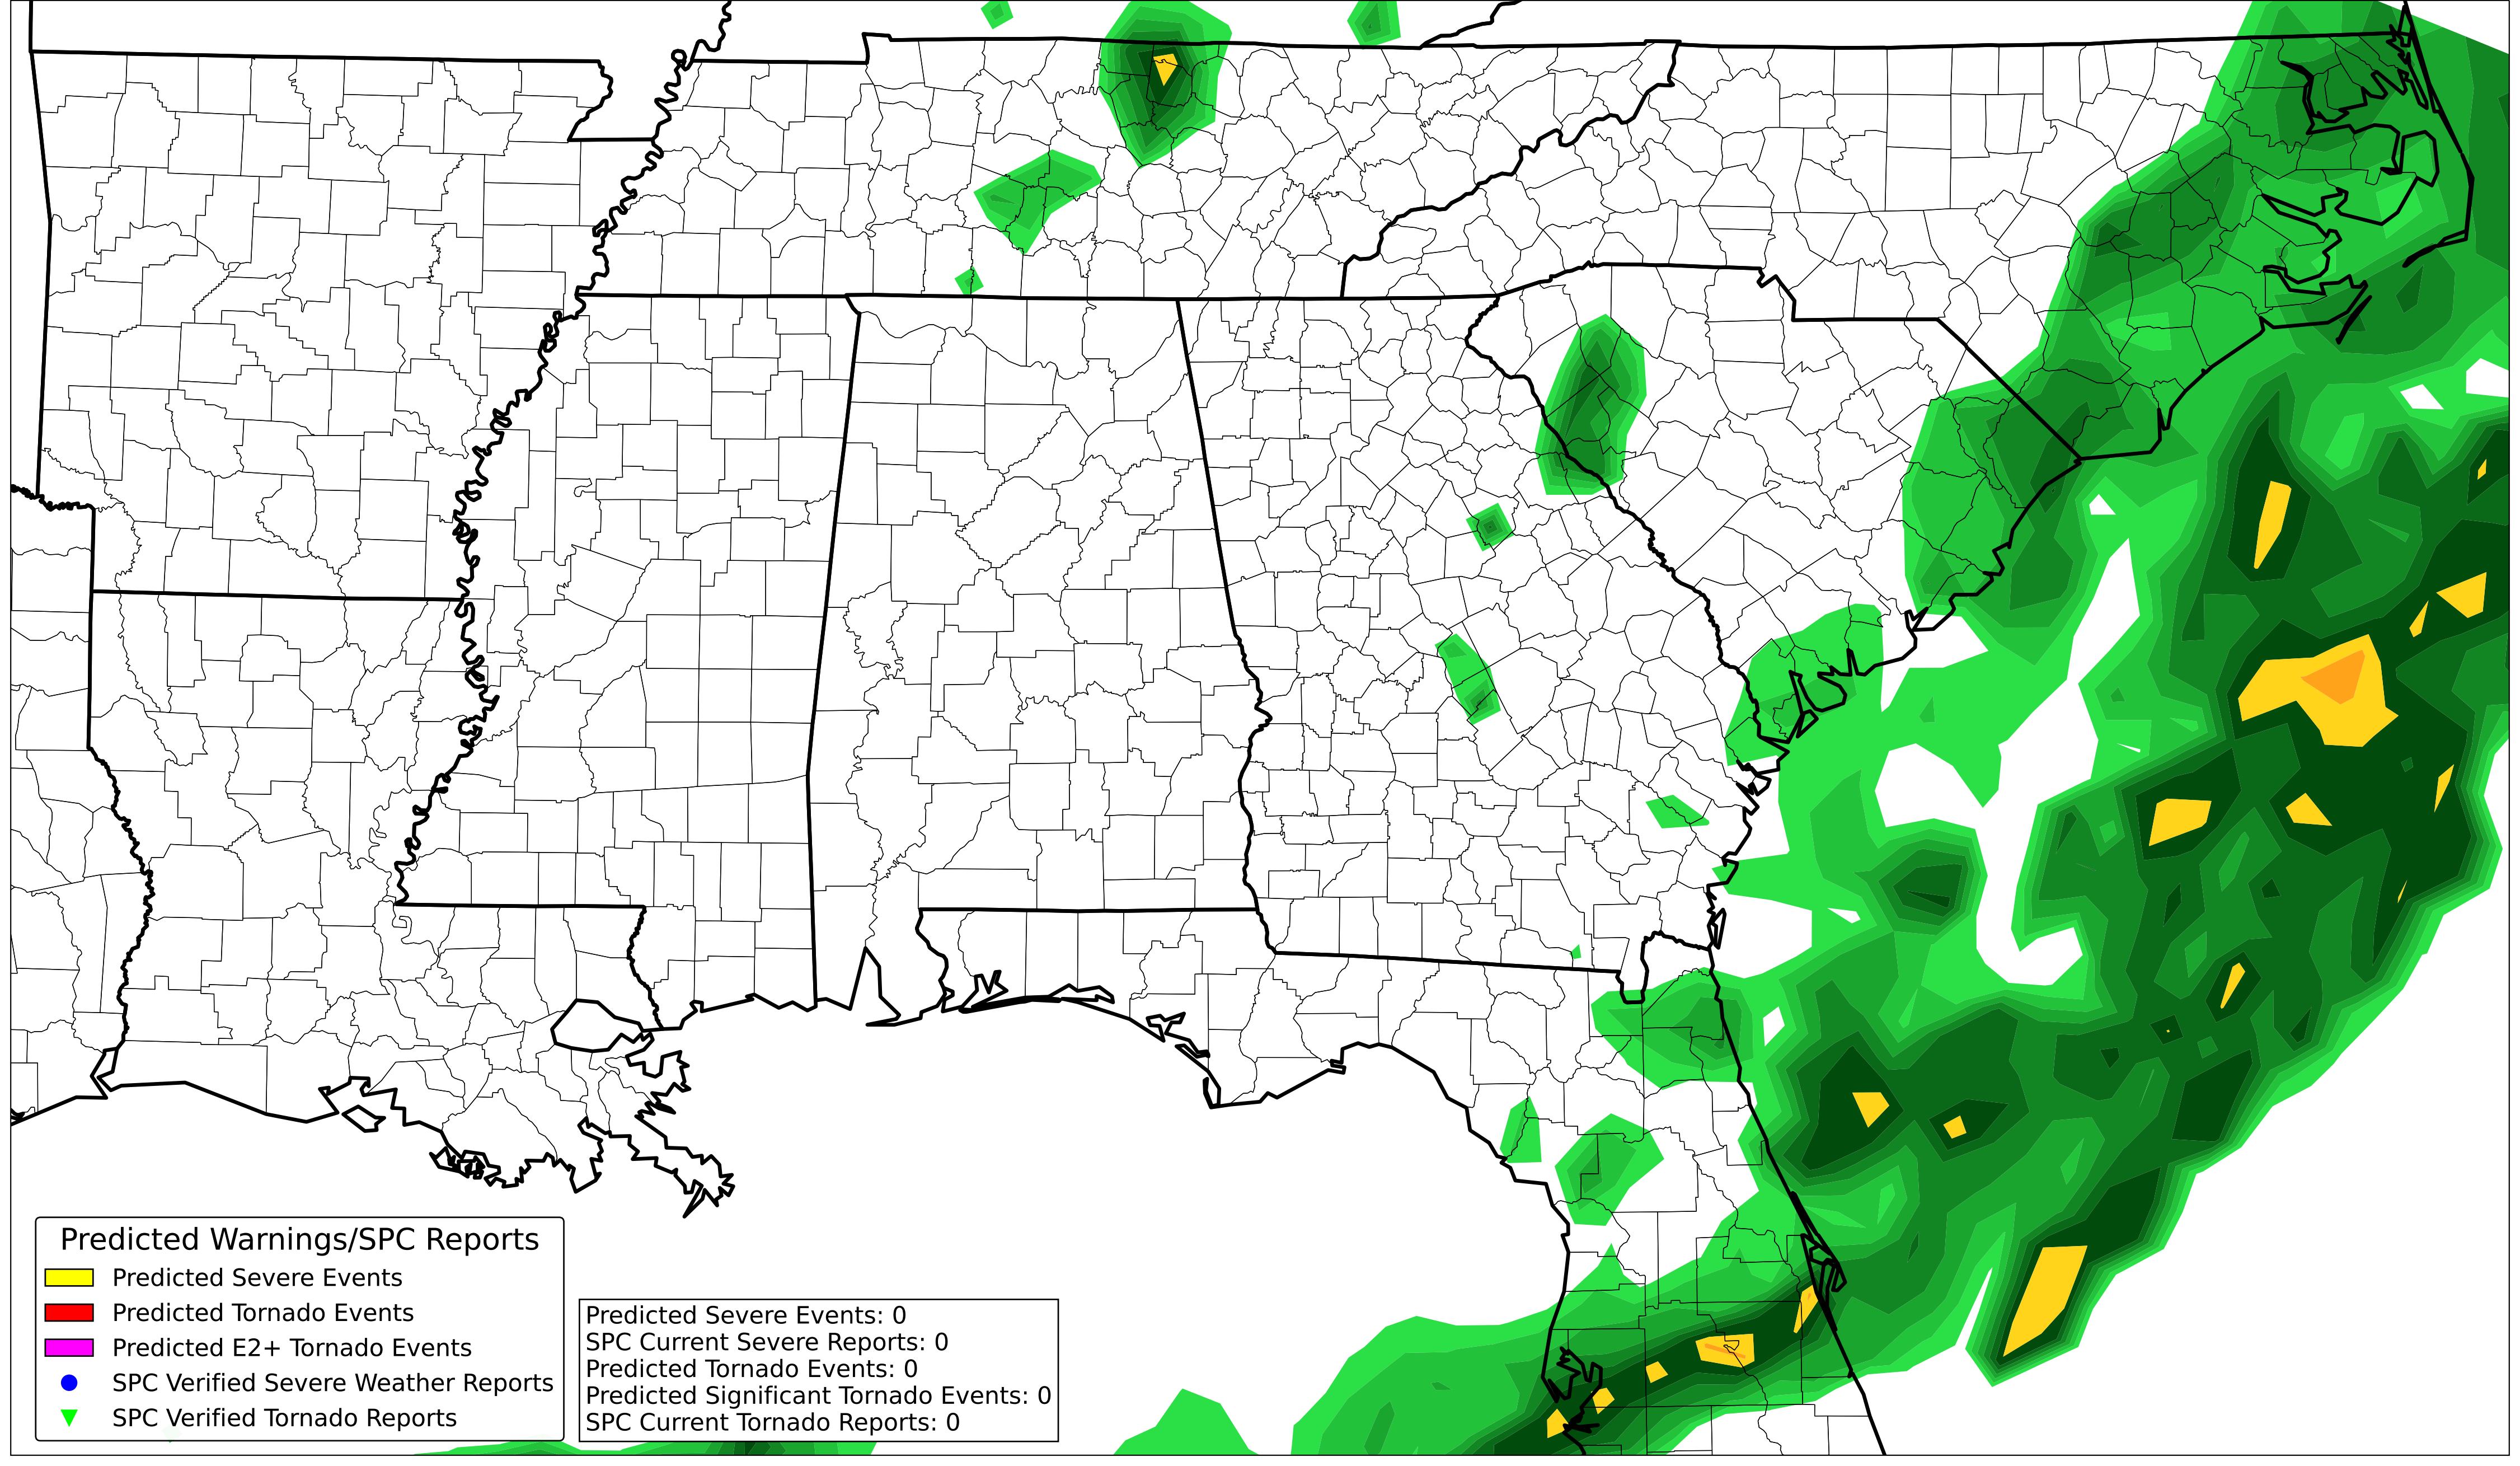 Predicted Warnings/SPC Reports
Predicted Severe Events
Predicted Tornado Events
Predicted E2+ Tornado Events
SPC Verified Severe Weather Reports
SPC Verified Tornado Reports
Predicted Severe Events: 0
SPC Current Severe Reports: 0
Predicted Tornado Events: 0
Predicted Significant Tornado Events: 0
SPC Current Tornado Reports: 0